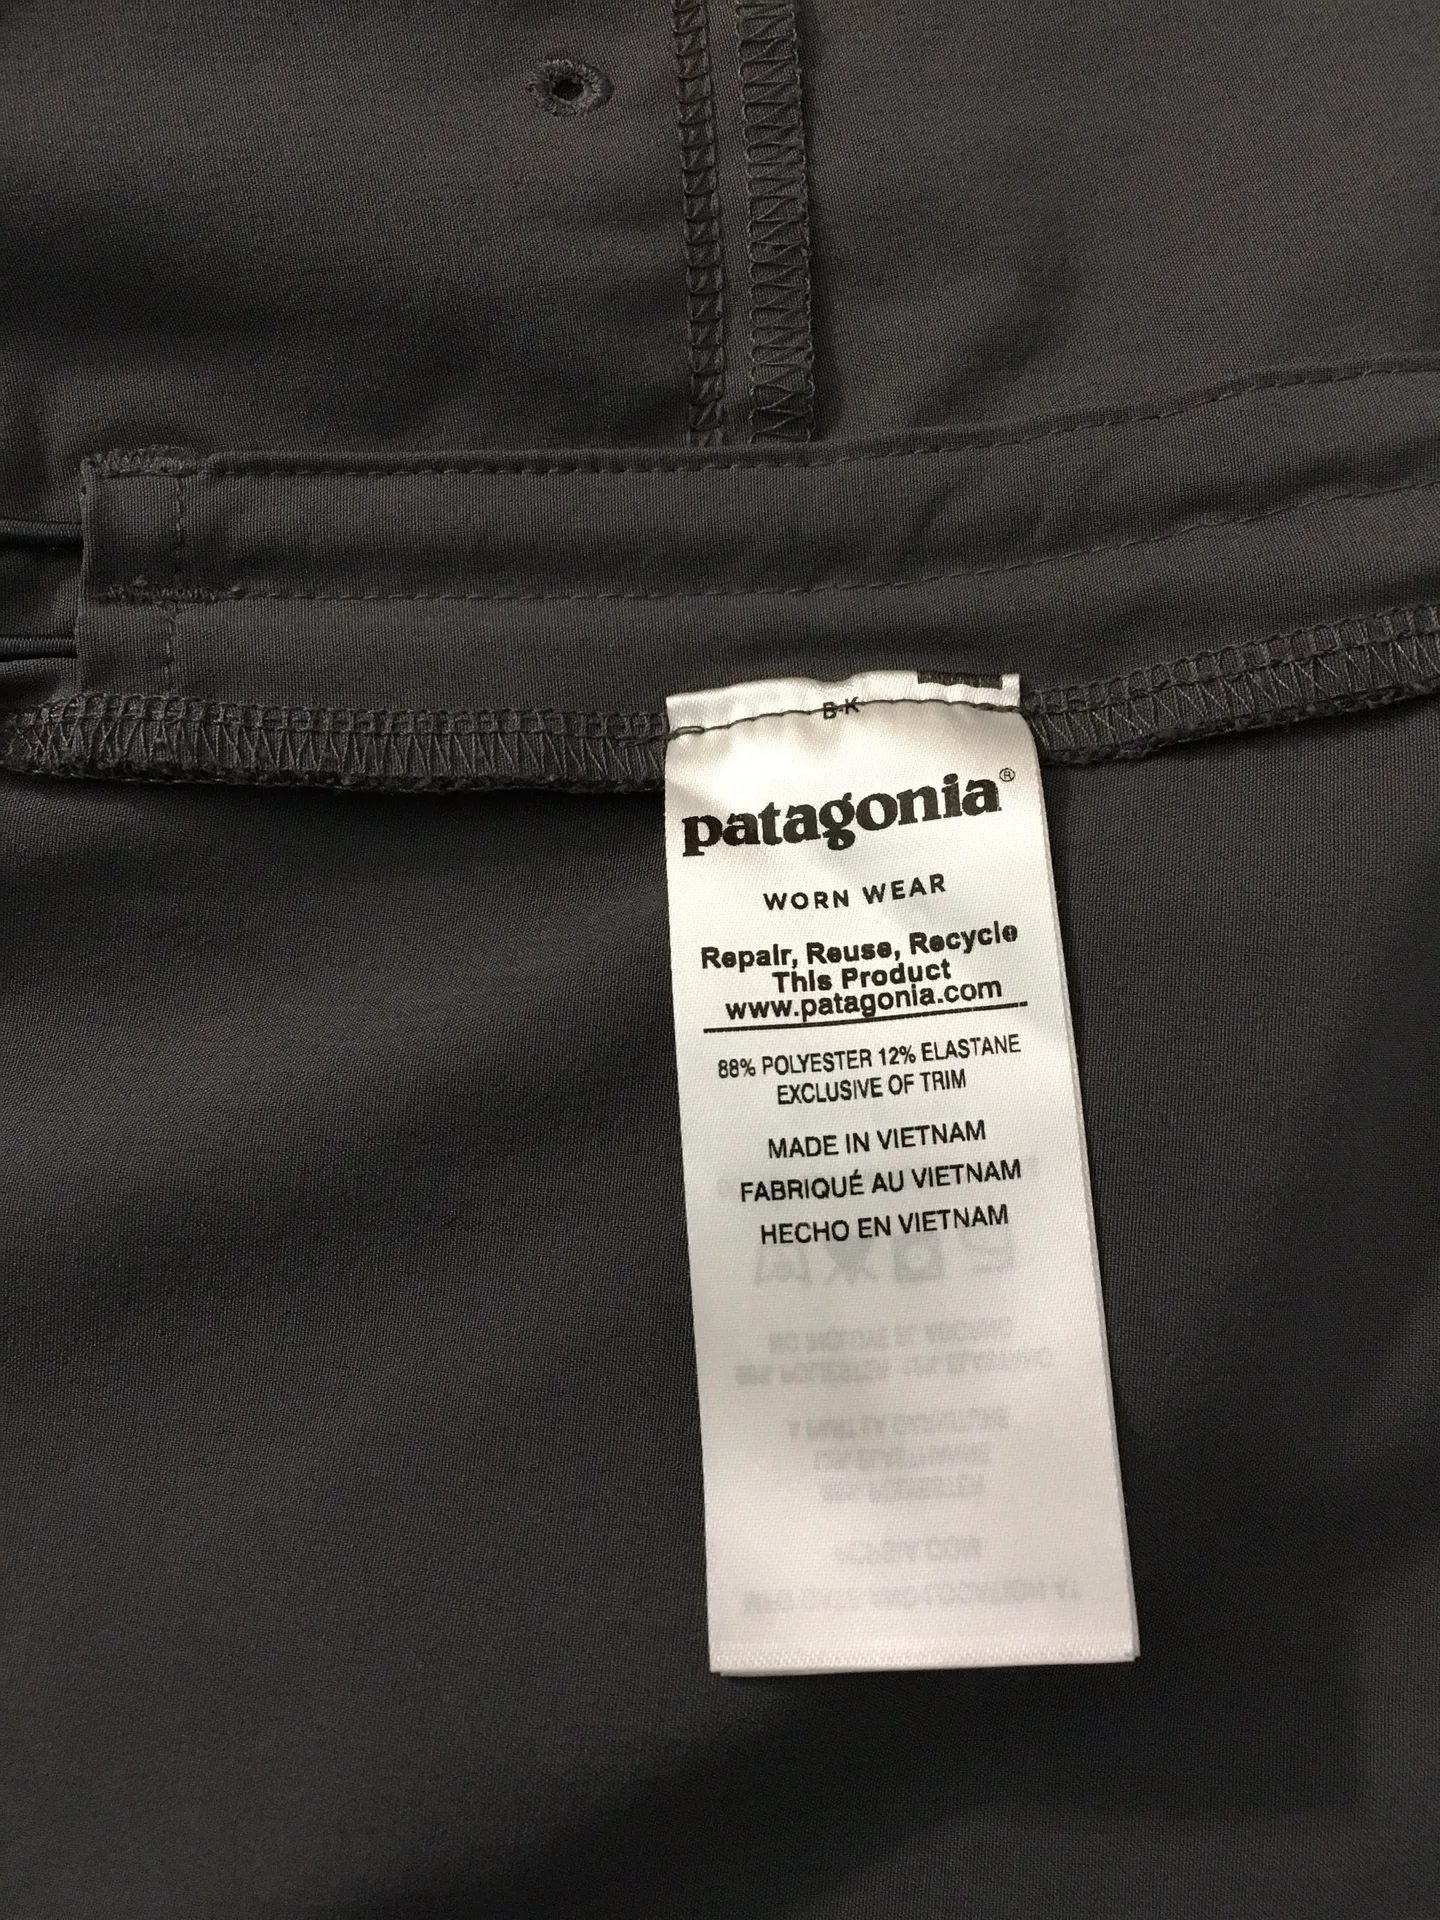 BK
patagonia®
WORN WEAR
Repair, Reuse, Recycle
This Product
www.patagonia.com
88% POLYESTER 12% ELASTANE
EXCLUSIVE OF TRIM
MADE IN VIETNAM
FABRIQUÉ AU VIETNAM
HECHO EN VIETNAM